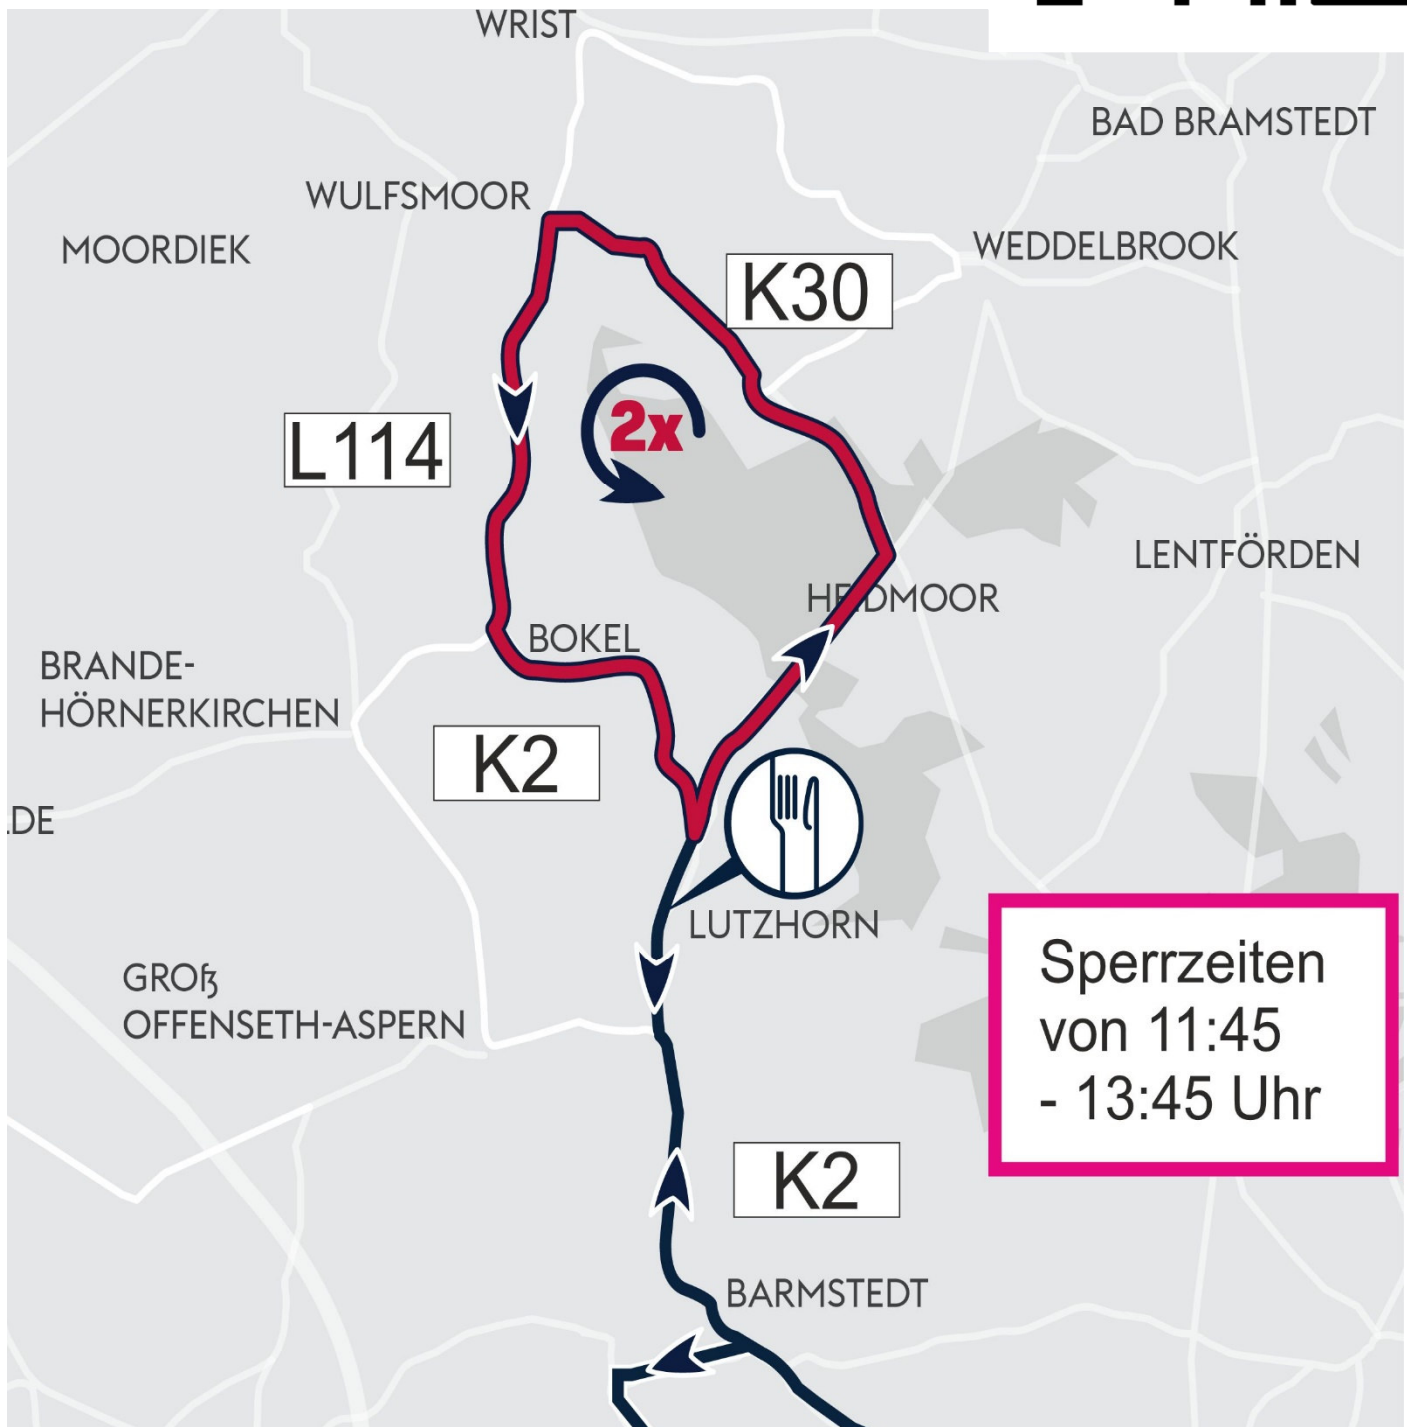 WRIST
BAD BRAMSTEDT
WULFSMOOR
MOORDIEK
WEDDELBROOK
K30
2x
L114
LENTFÖRDEN
HEIDMOOR
BOKEL
BRANDE-
HÖRNERKIRCHEN
K2
LUTZHORN
GROß
OFFENSETH-ASPERN
Sperrzeiten
von 11:45
- 13:45 Uhr
K2
BARMSTEDT